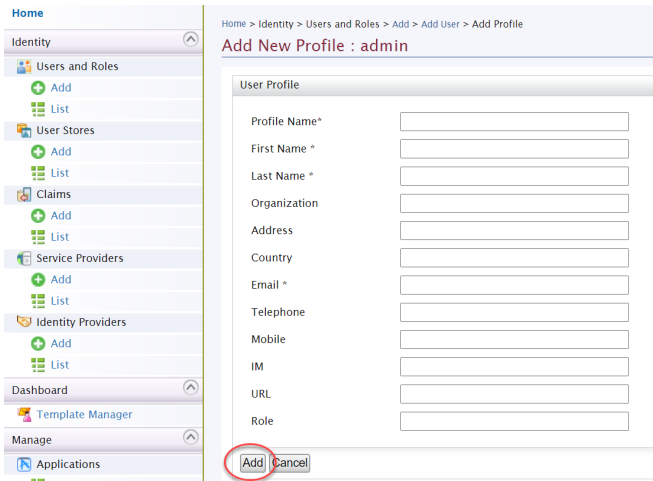 Home
Identity
Users and Roles
Add
List
User Stores
Add
List
Claims
Add
List
Service Providers
Add
List
Identity Providers
Add
List
Dashboard
Template Manager
Manage
Applications
Home > Identity > Users and Roles > Add > Add User > Add Profile
Add New Profile : admin
User Profile
Profile Name*
First Name *
Last Name *
Organization
Address
Country
Email *
Telephone
Mobile
IM
URL
Role
Add Cancel